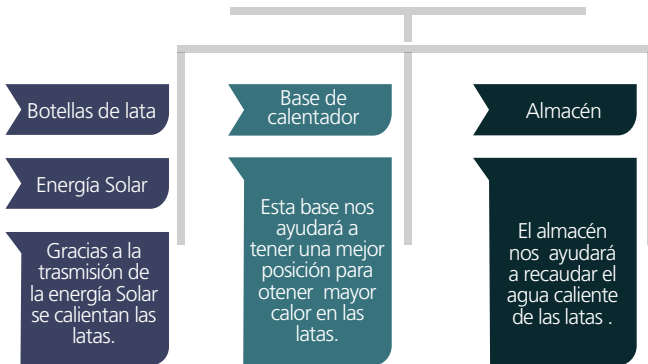 Botellas de lata
Energía Solar
Gracias a la
trasmisión de
la energía Solar
se calientan las
latas.
Base de
calentador
Esta base nos
ayudará a
tener una mejor
posición para
otener  mayor
calor en las
latas.
Almacén
El almacén
nos  ayudará
a recaudar el
agua caliente
de las latas .